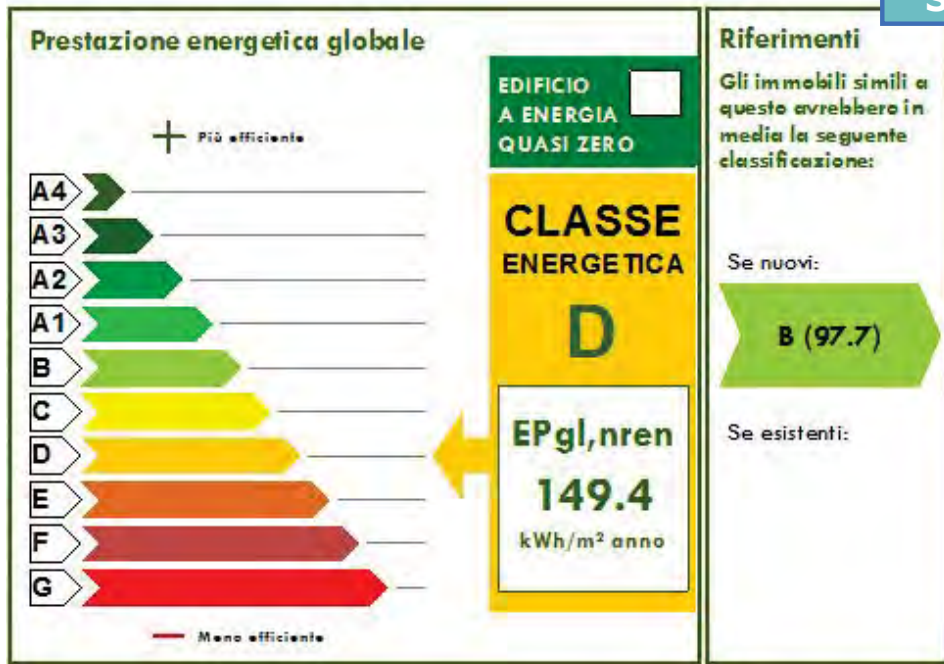 Prestazione energetica globale
Più efficiente
A4
A3
A2
A1
B
C
D
E
F
G
Meno efficiente
EDIFICIO
A ENERGIA
QUASI ZERO
CLASSE
ENERGETICA
D
EPgl,nren
149.4
kWh/m² anno
Riferimenti
Gli immobili simili a
questo avrebbero in
media la seguente
classificazione:
Se nuovi:
B (97.7)
Se esistenti: